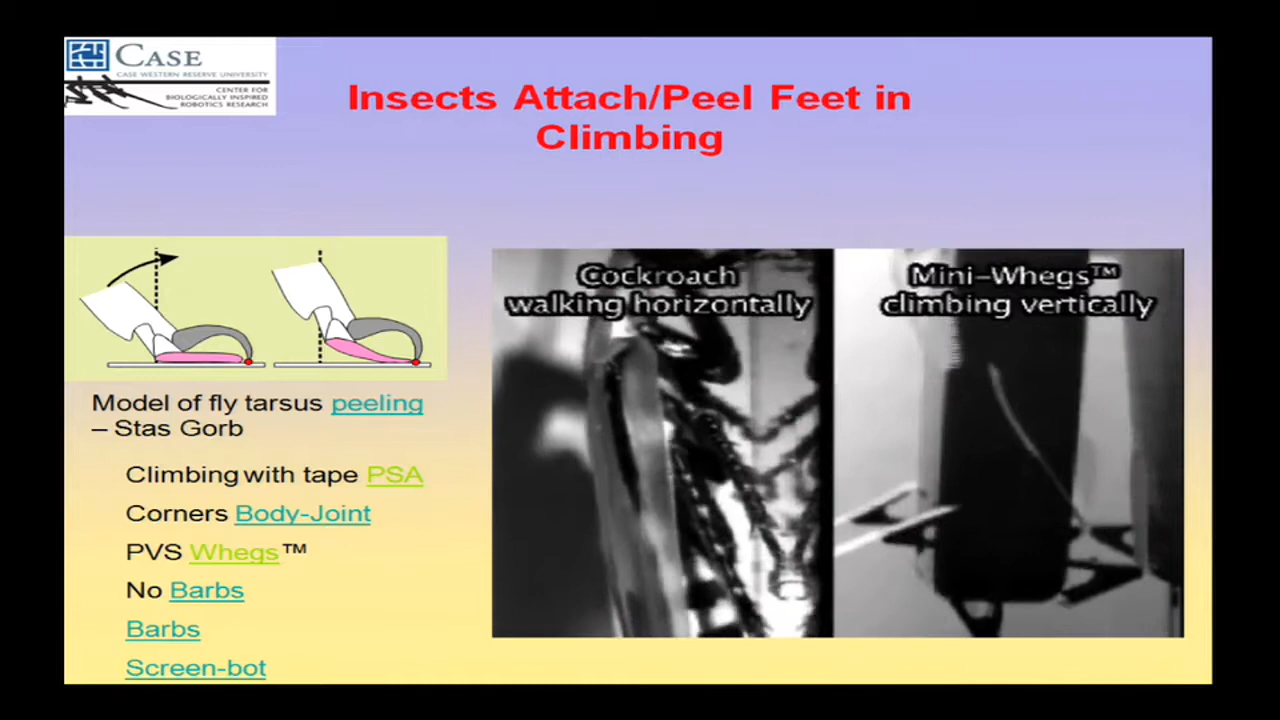 CASE
CASE WESTERN RESERVE UNIVERSITY
CENTER FOR
BIOLOGICALLY INSPIRED
ROBOTICS RESEARCH
Insects Attach/Peel Feet in
Climbing
Model of fly tarsus peeling
– Stas Gorb
Climbing with tape PSA
Corners Body-Joint
PVS Whegs™
No Barbs
Barbs
Screen-bot
Cockroach
walking horizontally
Mini-Whegs™
climbing vertically